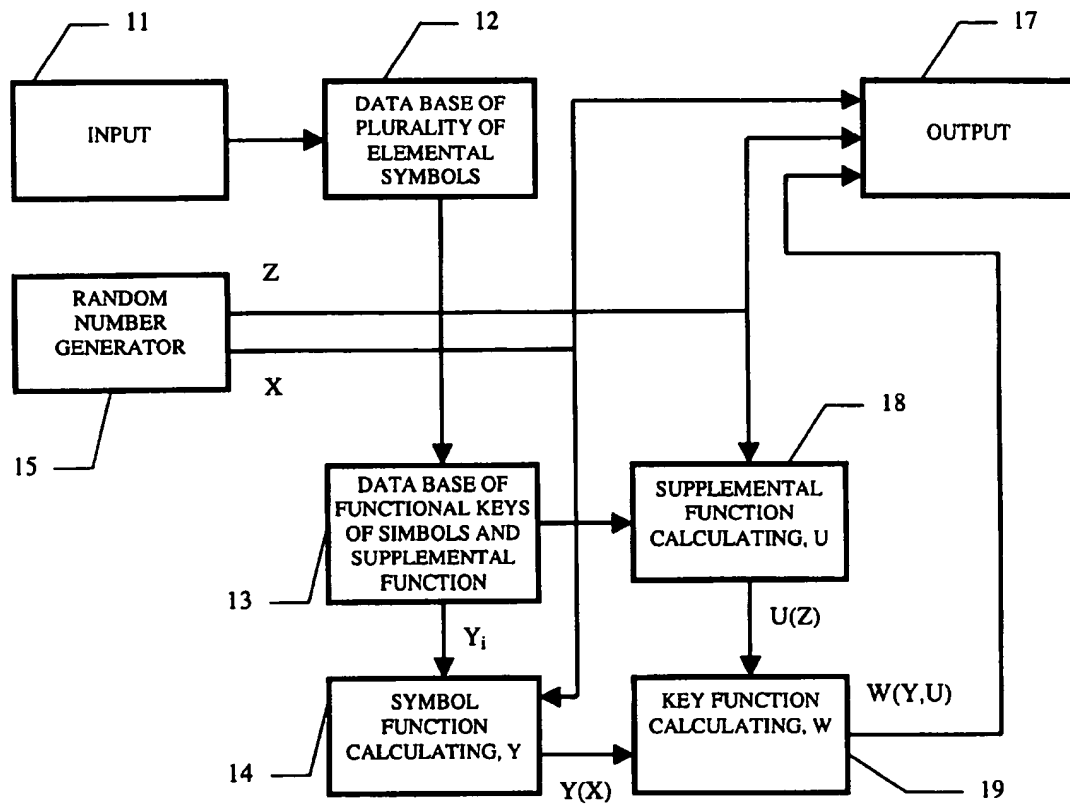 11
12
17
INPUT
DATA BASE OF
PLURALITY OF
ELEMENTAL
SYMBOLS
OUTPUT
Z
RANDOM
NUMBER
GENERATOR
X
15
18
DATA BASE OF
FUNCTIONAL KEYS
OF SIMBOLS AND
SUPPLEMENTAL
FUNCTION
SUPPLEMENTAL
FUNCTION
CALCULATING, U
13
Yi
U(Z)
SYMBOL
FUNCTION
CALCULATING, Y
KEY FUNCTION
CALCULATING, W
W(Y,U)
14
Y(X)
19